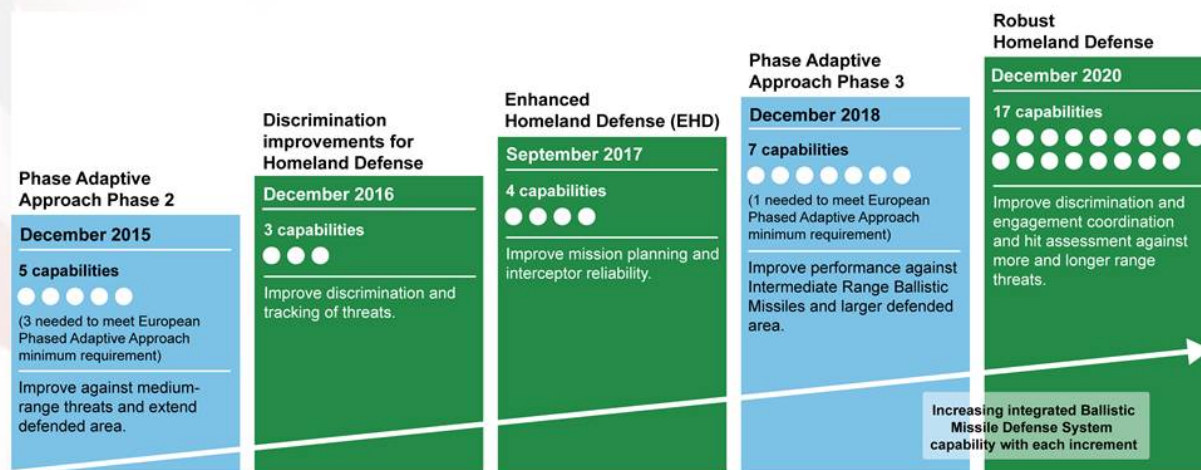 Phase Adaptive
Approach Phase 2
December 2015
5 capabilities
(3 needed to meet European
Phased Adaptive Approach
minimum requirement)
Improve against medium-
range threats and extend
defended area.
Discrimination
improvements for
Homeland Defense
December 2016
3 capabilities
Improve discrimination and
tracking of threats.
Enhanced
Homeland Defense (EHD)
September 2017
4 capabilities
Improve mission planning and
interceptor reliability.
Phase Adaptive
Approach Phase 3
December 2018
7 capabilities
(1 needed to meet European
Phased Adaptive Approach
minimum requirement)
Improve performance against
Intermediate Range Ballistic
Missiles and larger defended
area.
Robust
Homeland Defense
December 2020
17 capabilities
Improve discrimination and
engagement coordination
and hit assessment against
more and longer range
threats.
Increasing integrated Ballistic
Missile Defense System
capability with each increment